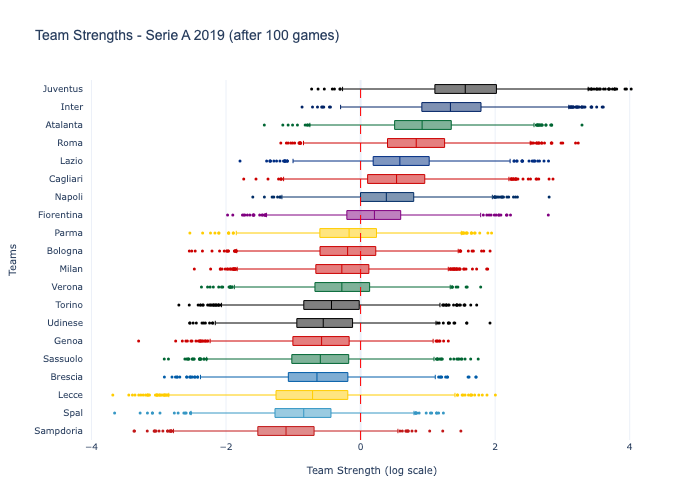 Team Strengths - Serie A 2019 (after 100 games)
Juventus
Inter
Atalanta
Roma
Lazio
Cagliari
Napoli
Fiorentina
Parma
Bologna
Milan
Verona
Torino
Udinese
Genoa
Sassuolo
Brescia
Lecce
Spal
Sampdoria
Teams
−4 −2 0 2 4
Team Strength (log scale)